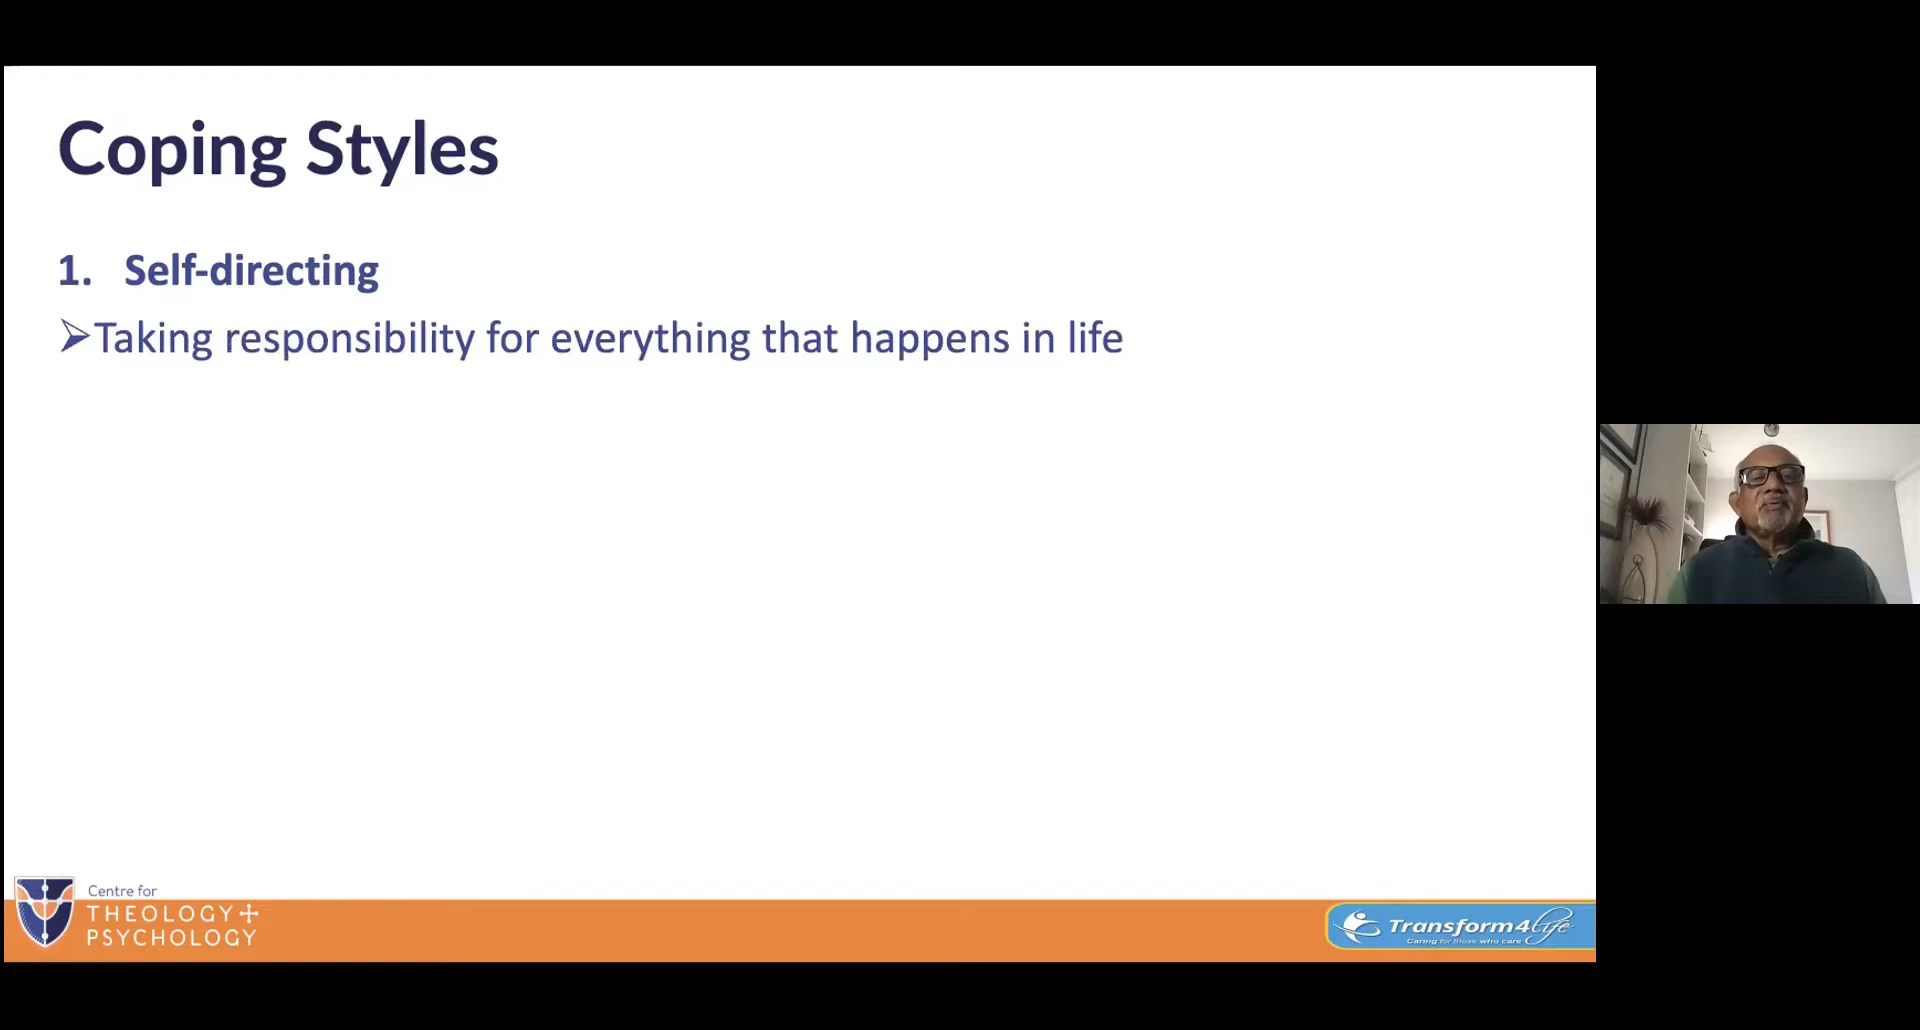 Coping Styles
1. Self-directing
➢Taking responsibility for everything that happens in life
Centre for
THEOLOGY+
PSYCHOLOGY
Transform4life
Caring for those who care